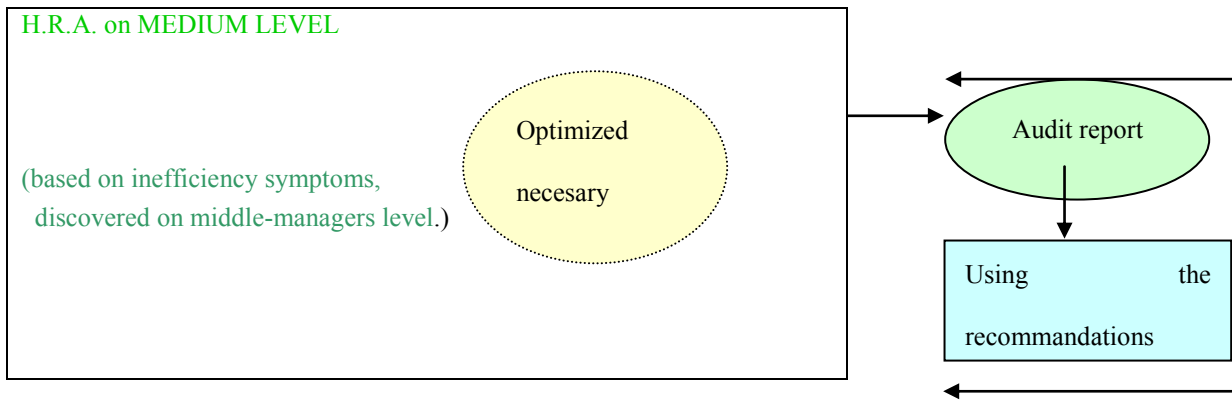 H.R.A. on MEDIUM LEVEL
Optimized
necesary
(based on inefficiency symptoms,
discovered on middle-managers level.)
Audit report
Using the
recommandations